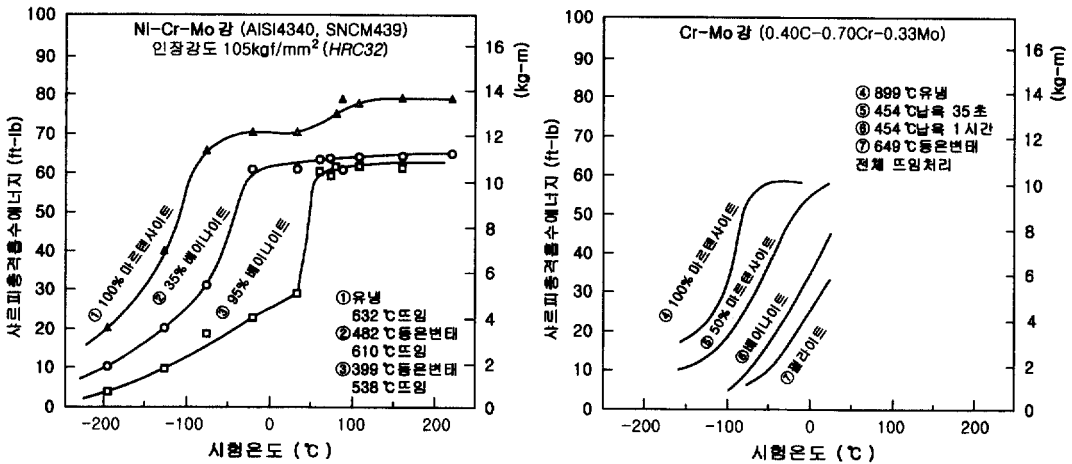 Ni-Cr-Mo강 (AISI4340, SNCM439)
인장강도 105kgf/mm² (HRC32)
샤르피충격흡수에너지 (ft-lb)
100
90
80
70
60
50
40
30
20
10
0
(kg-m)
16
14
12
10
8
6
4
2
0
① 100% 마르텐사이트
② 35% 베이나이트
③ 95% 베이나이트
①유냉
632℃뜨임
②482℃등온변태
610℃뜨임
③399℃등온변태
538℃뜨임
-200
-100
0
100
200
시험온도 (℃)
Cr-Mo강 (0.40C-0.70Cr-0.33Mo)
샤르피충격흡수에너지 (ft-lb)
100
90
80
70
60
50
40
30
20
10
0
(kg-m)
16
14
12
10
8
6
4
2
0
④ 899℃유냉
⑤ 454℃납욕 35초
⑥ 454℃납욕 1시간
⑦ 649℃등온변태
전체 뜨임처리
④ 100% 마르텐사이트
⑤ 50% 마르텐사이트
⑥베이나이트
⑦펄라이트
-200
-100
0
100
200
시험온도 (℃)